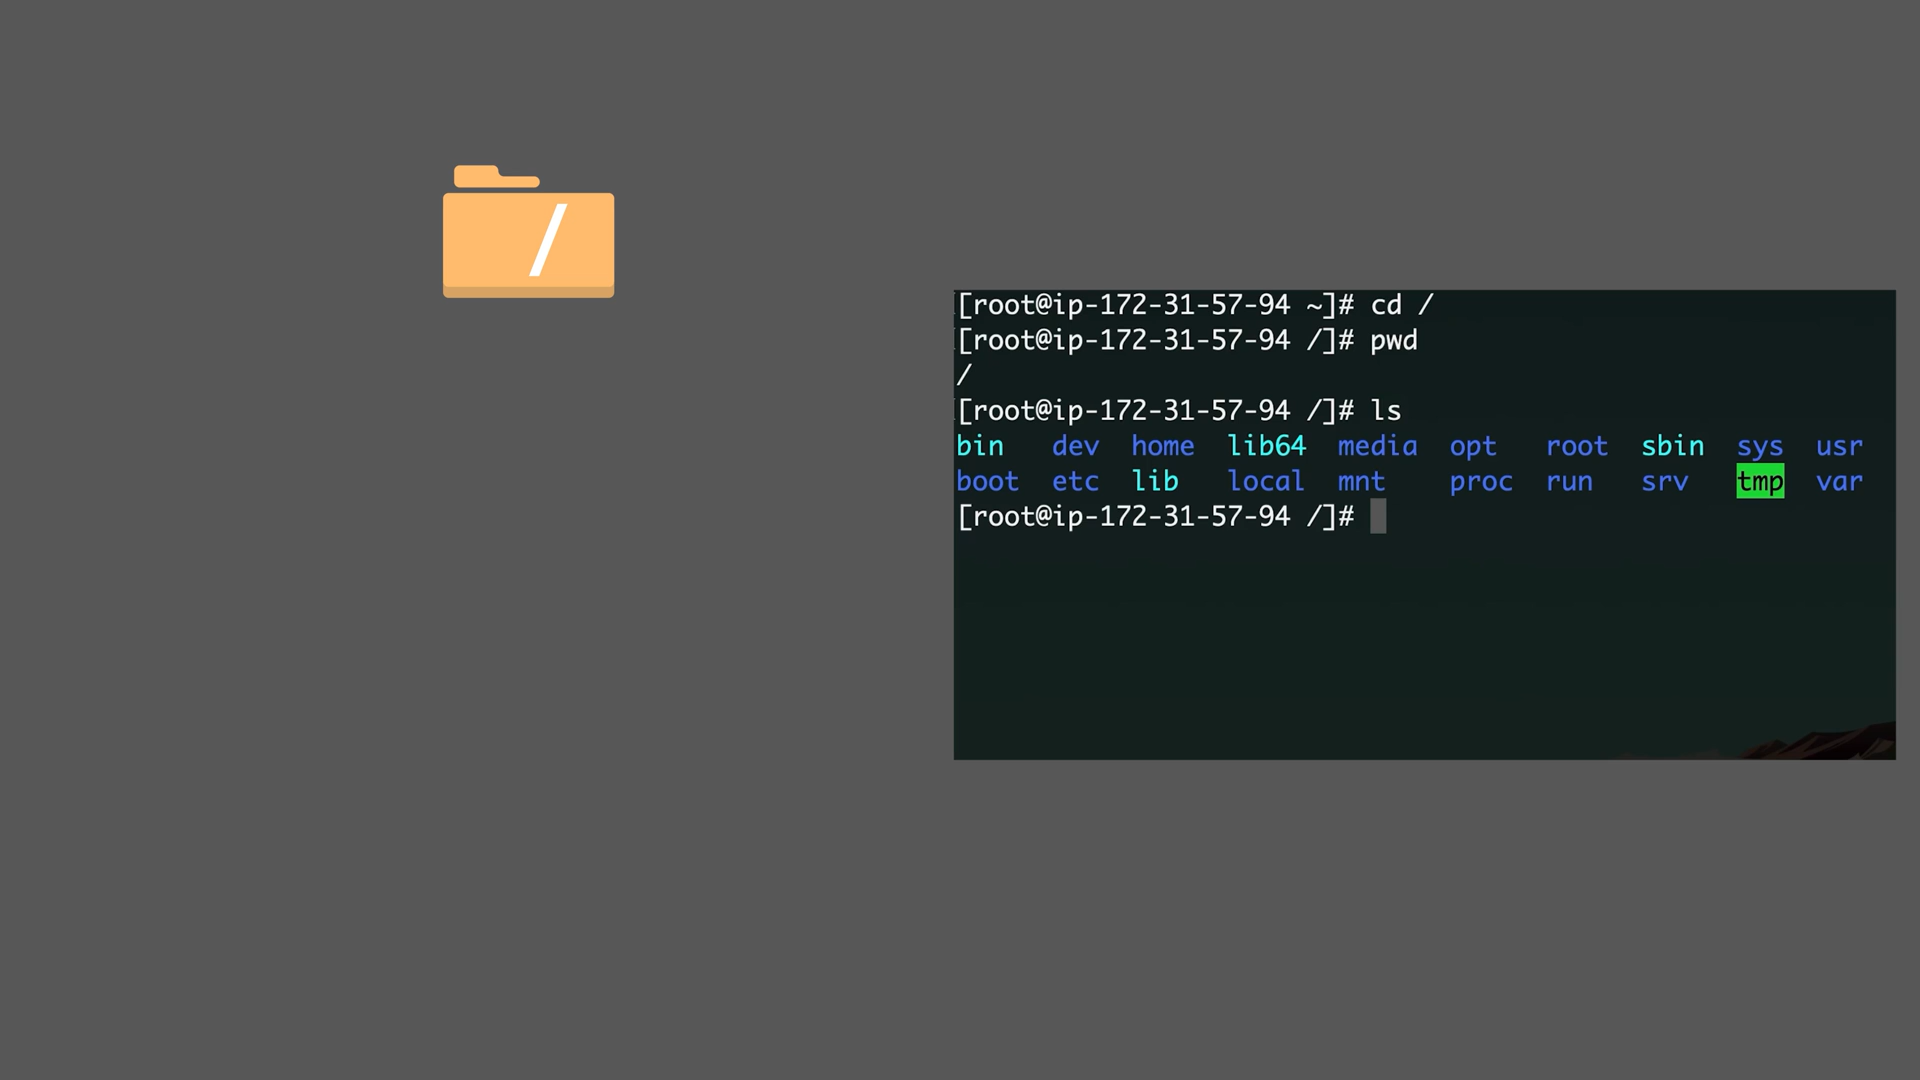 /
[root@ip-172-31-57-94 ~]# cd /
[root@ip-172-31-57-94 /]# pwd
/
[root@ip-172-31-57-94 /]# ls
bin   dev  home  lib64  media  opt   root  sbin  sys  usr
boot  etc  lib   local  mnt    proc  run   srv   tmp  var
[root@ip-172-31-57-94 /]#